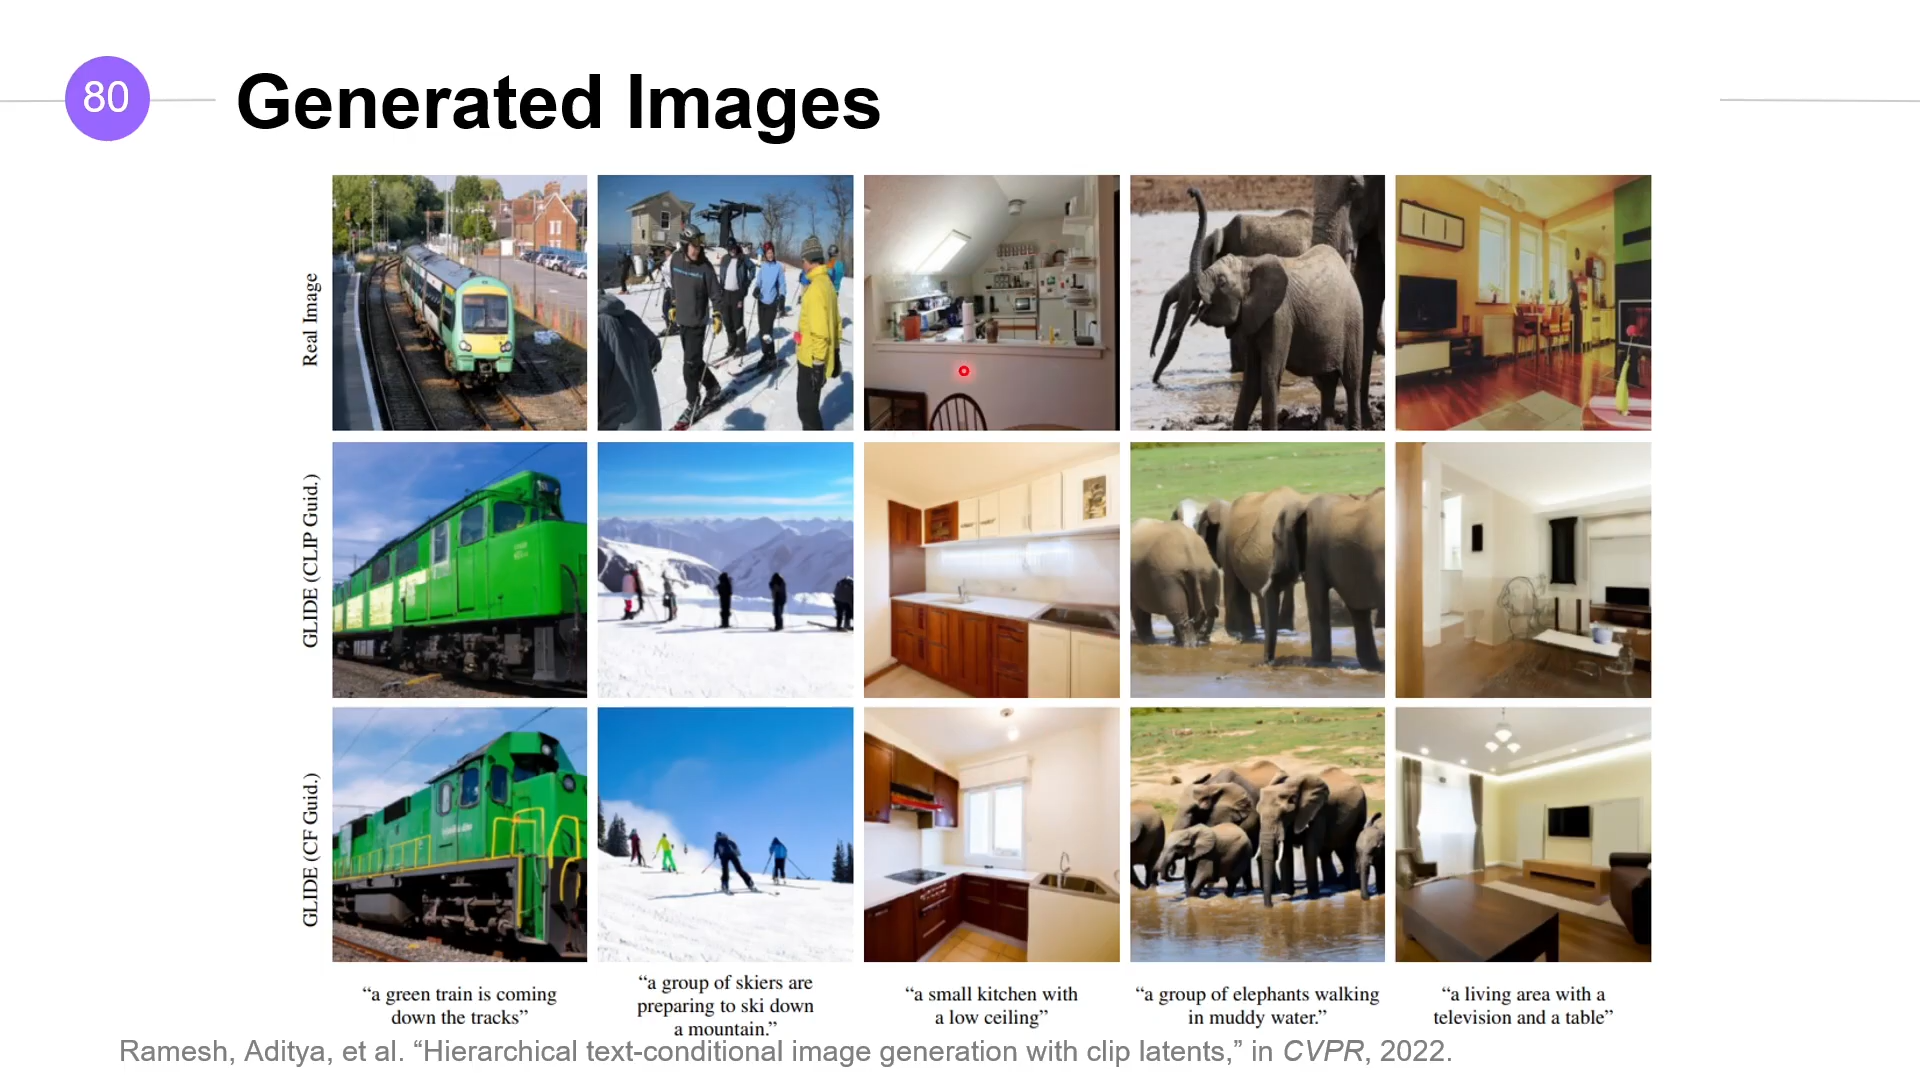 80
Generated Images
Real Image
GLIDE (CLIP Guid.)
GLIDE (CF Guid.)
“a green train is coming
down the tracks”
“a group of skiers are
preparing to ski down
a mountain.”
“a small kitchen with
a low ceiling”
“a group of elephants walking
in muddy water.”
“a living area with a
television and a table”
Ramesh, Aditya, et al. “Hierarchical text-conditional image generation with clip latents,” in CVPR, 2022.